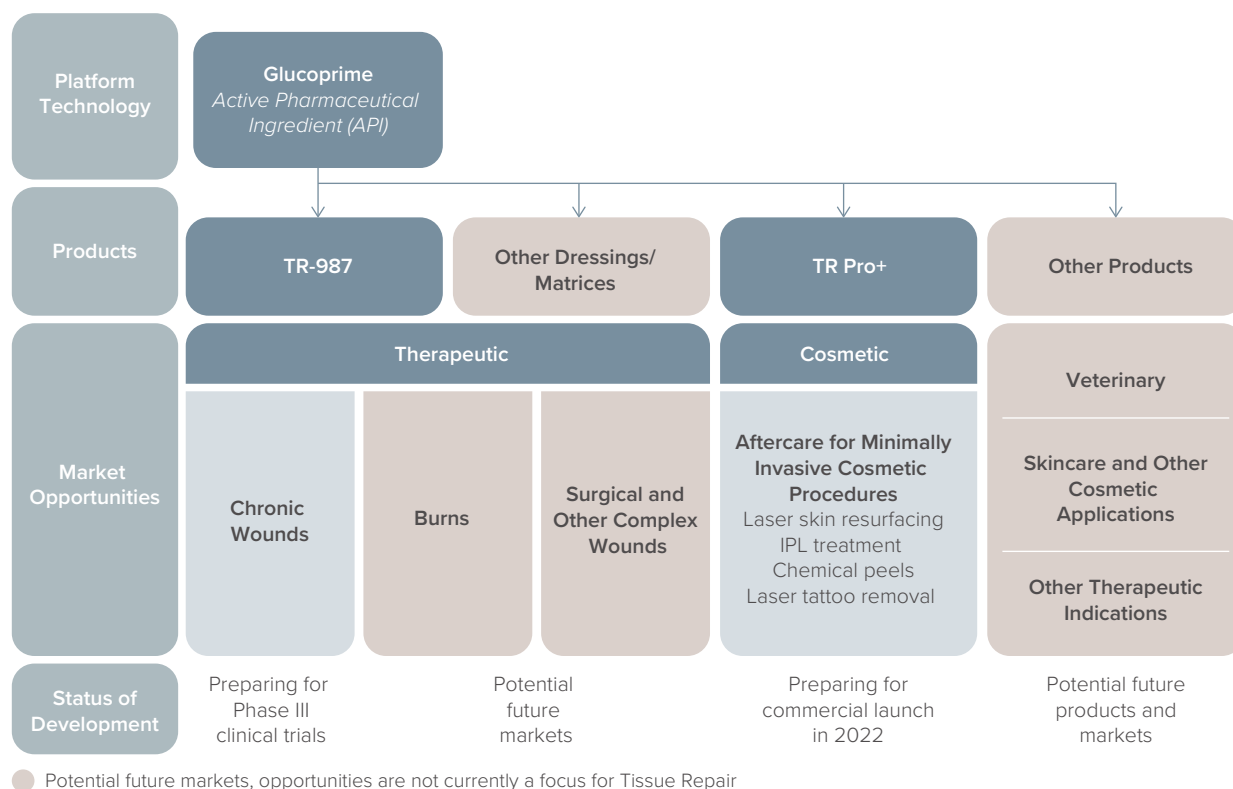 Platform
Technology
Glucoprime
Active Pharmaceutical
Ingredient (API)
Products
TR-987
Other Dressings/
Matrices
TR Pro+
Other Products
Market
Opportunities
Therapeutic
Chronic
Wounds
Burns
Surgical and
Other Complex
Wounds
Cosmetic
Aftercare for Minimally
Invasive Cosmetic
Procedures
Laser skin resurfacing
IPL treatment
Chemical peels
Laser tattoo removal
Veterinary
Skincare and Other
Cosmetic
Applications
Other Therapeutic
Indications
Status of
Development
Preparing for
Phase III
clinical trials
Potential
future
markets
Preparing for
commercial launch
in 2022
Potential future
products and
markets
Potential future markets, opportunities are not currently a focus for Tissue Repair